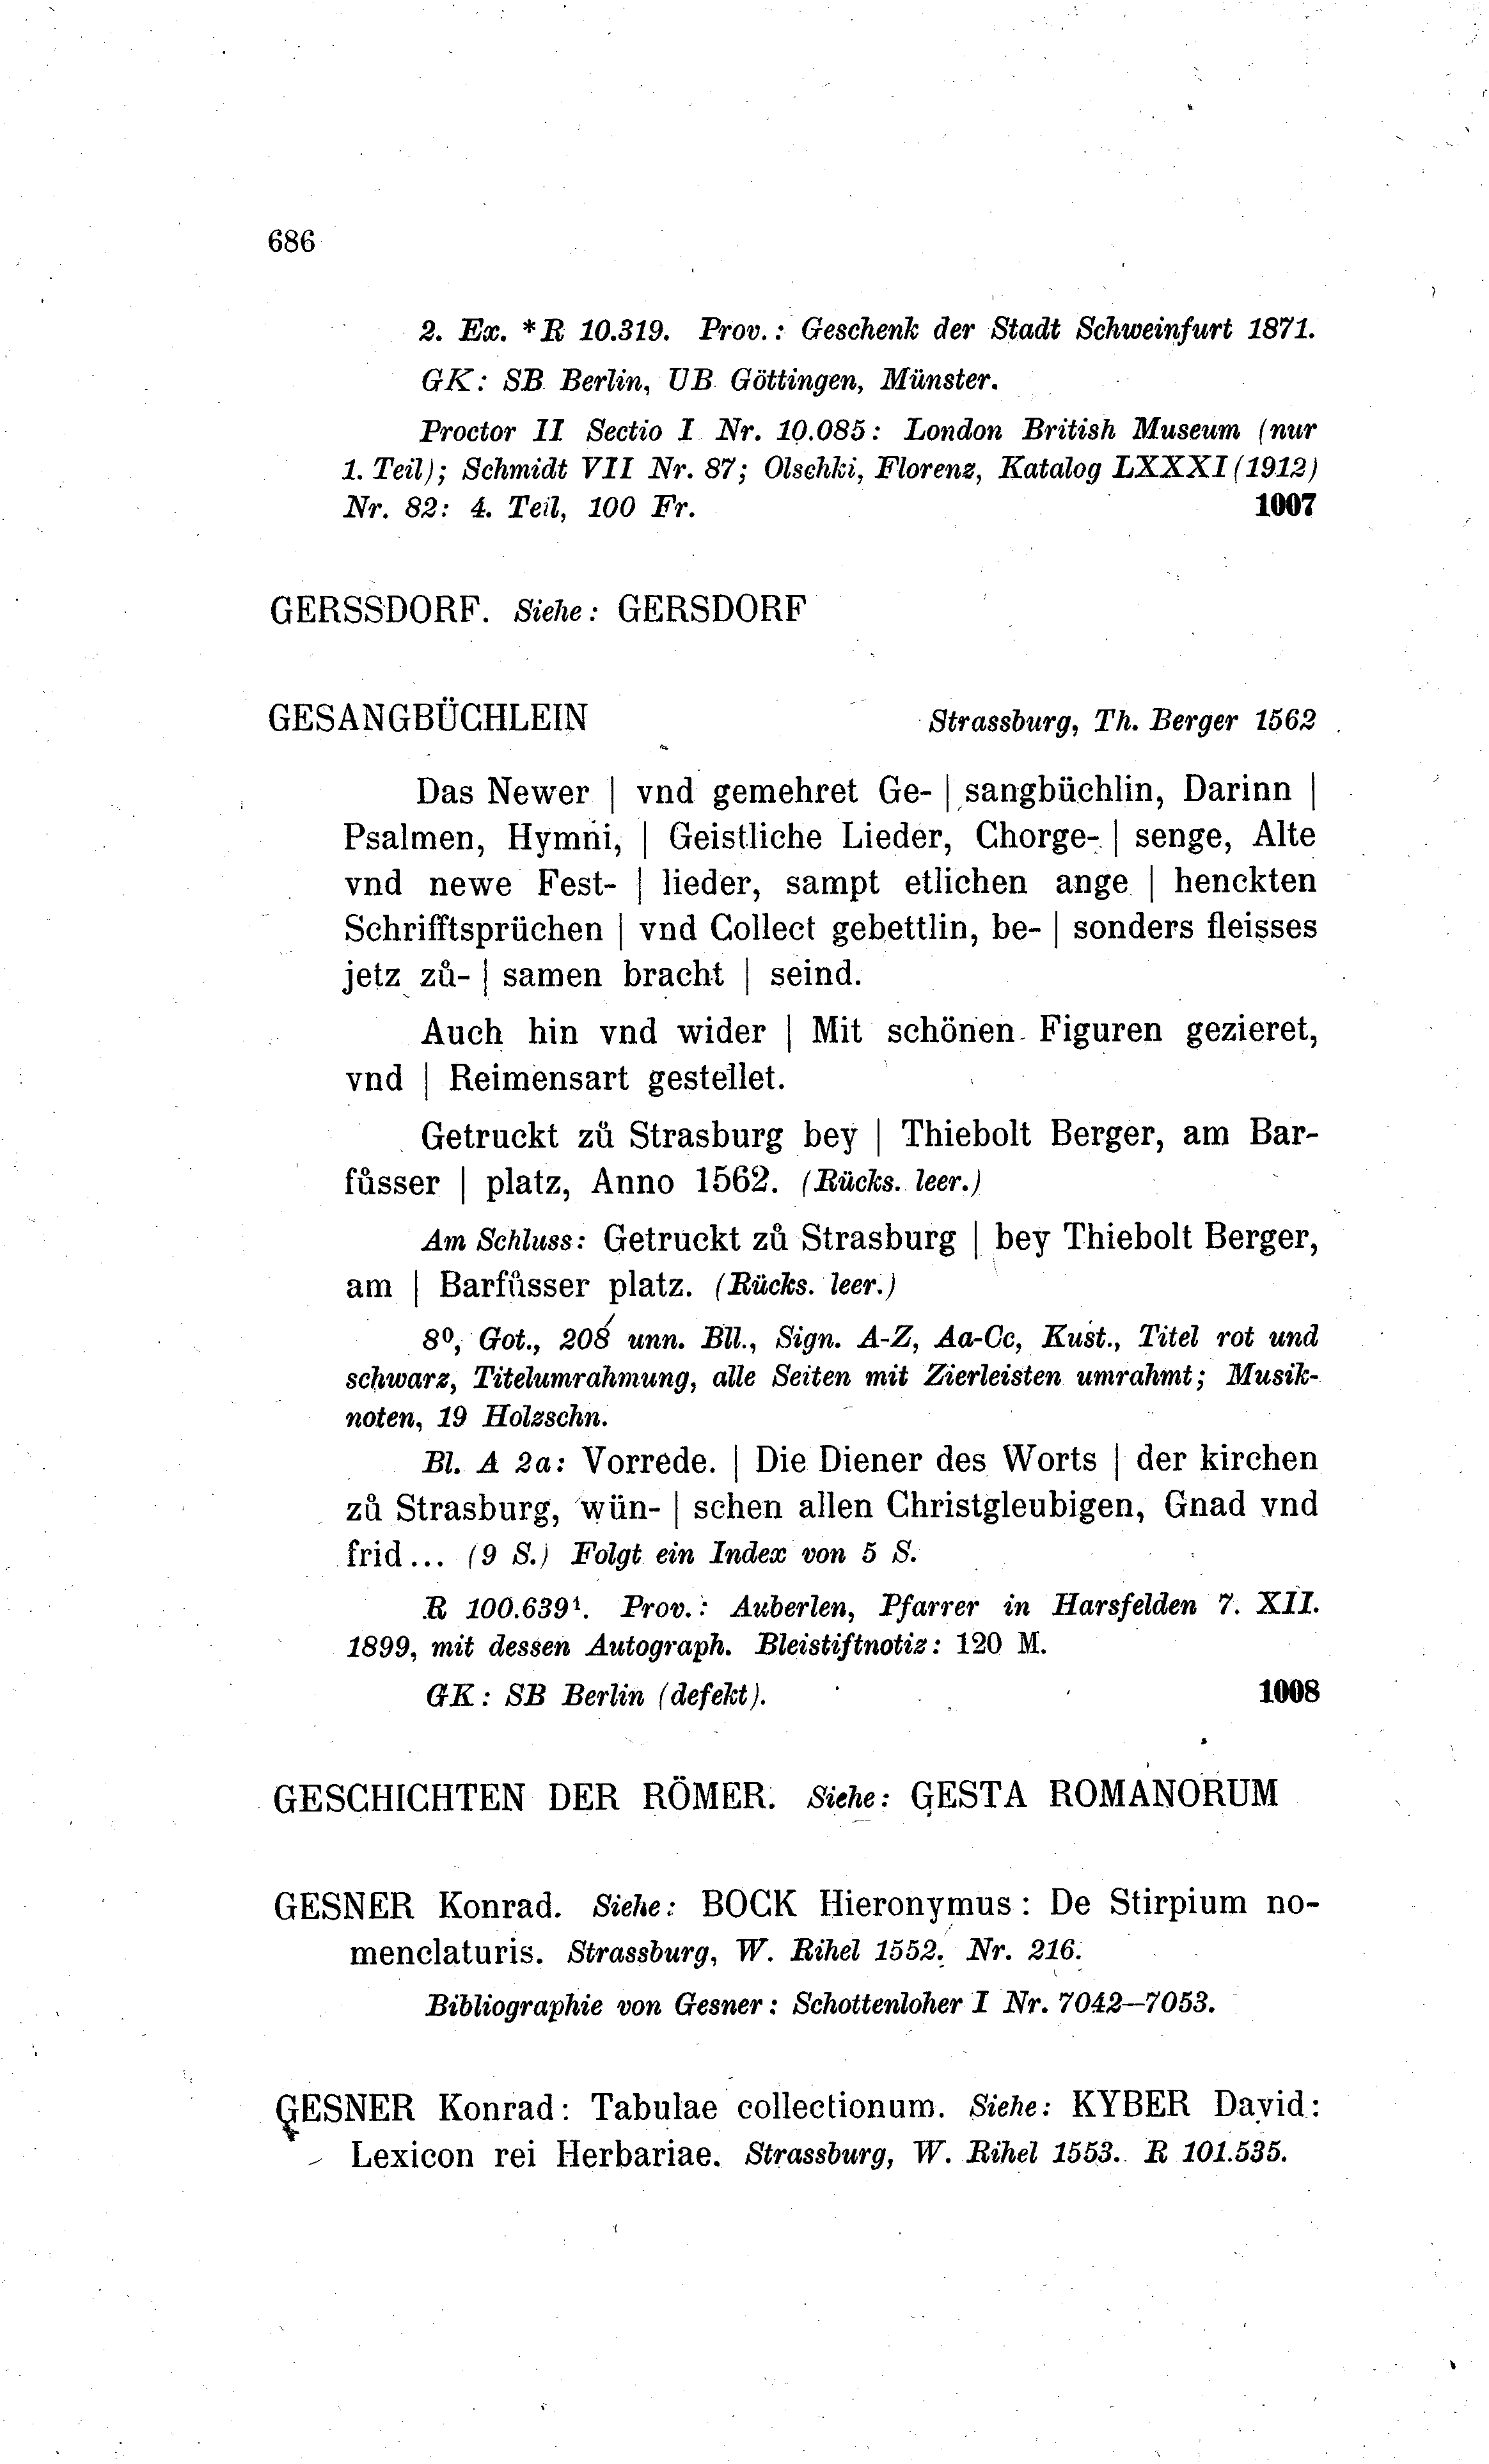 686
2. Ex. *R 10.319. Prov.: Geschenk der Stadt Schweinfurt 1871.
GK: SB Berlin, UB Göttingen, Münster.
Proctor II Sectio I Nr. 10.085: London British Museum (nur
1. Teil); Schmidt VII Nr. 87; Olschki, Florenz, Katalog LXXXI (1912)
Nr. 82: 4. Teil, 100 Fr. 1007
GERSSDORF. Siehe: GERSDORF
GESANGBÜCHLEIN Strassburg, Th. Berger 1562
Das Newer | vnd gemehret Ge- | sangbüchlin, Darinn |
Psalmen, Hymni, | Geistliche Lieder, Chorge- | senge, Alte
vnd newe Fest- | lieder, sampt etlichen ange | henckten
Schrifftsprüchen | vnd Collect gebettlin, be- | sonders fleisses
jetz zů- | samen bracht | seind.
Auch hin vnd wider | Mit schönen Figuren gezieret,
vnd | Reimensart gestellet.
Getruckt zů Strasburg bey | Thiebolt Berger, am Bar-
fůsser | platz, Anno 1562. (Rücks. leer.)
Am Schluss: Getruckt zů Strasburg | bey Thiebolt Berger,
am | Barfůsser platz. (Rücks. leer.)
8⁰, Got., 208 unn. Bll., Sign. A-Z, Aa-Cc, Kust., Titel rot und
schwarz, Titelumrahmung, alle Seiten mit Zierleisten umrahmt; Musik-
noten, 19 Holzschn.
Bl. A 2a: Vorrede. | Die Diener des Worts | der kirchen
zů Strasburg, wün- | schen allen Christgleubigen, Gnad vnd
frid... (9 S.) Folgt ein Index von 5 S.
R 100.639¹. Prov.: Auberlen, Pfarrer in Harsfelden 7. XII.
1899, mit dessen Autograph. Bleistiftnotiz: 120 M.
GK: SB Berlin (defekt). 1008
GESCHICHTEN DER RÖMER. Siehe: GESTA ROMANORUM
GESNER Konrad. Siehe: BOCK Hieronymus: De Stirpium no-
menclaturis. Strassburg, W. Rihel 1552. Nr. 216.
Bibliographie von Gesner: Schottenloher I Nr. 7042—7053.
GESNER Konrad: Tabulae collectionum. Siehe: KYBER David:
Lexicon rei Herbariae. Strassburg, W. Rihel 1553. R 101.535.